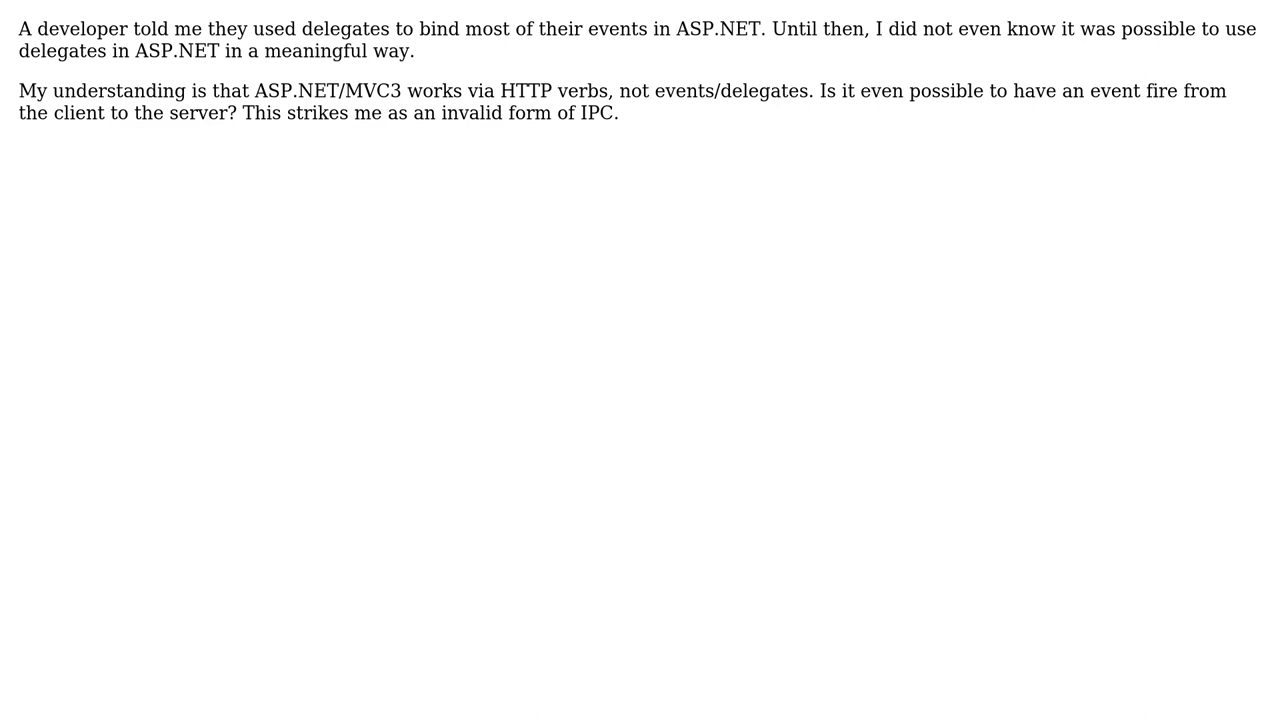 A developer told me they used delegates to bind most of their events in ASP.NET. Until then, I did not even know it was possible to use
delegates in ASP.NET in a meaningful way.
My understanding is that ASP.NET/MVC3 works via HTTP verbs, not events/delegates. Is it even possible to have an event fire from
the client to the server? This strikes me as an invalid form of IPC.